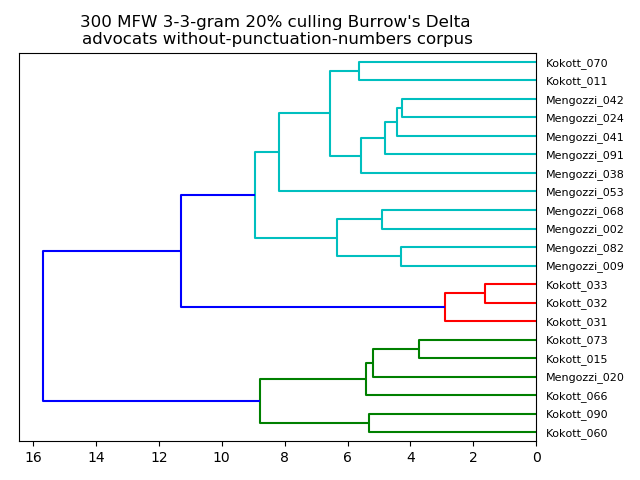 300 MFW 3-3-gram 20% culling Burrow's Delta
advocats without-punctuation-numbers corpus
Kokott_070
Kokott_011
Mengozzi_042
Mengozzi_024
Mengozzi_041
Mengozzi_091
Mengozzi_038
Mengozzi_053
Mengozzi_068
Mengozzi_002
Mengozzi_082
Mengozzi_009
Kokott_033
Kokott_032
Kokott_031
Kokott_073
Kokott_015
Mengozzi_020
Kokott_066
Kokott_090
Kokott_060
16 14 12 10 8 6 4 2 0